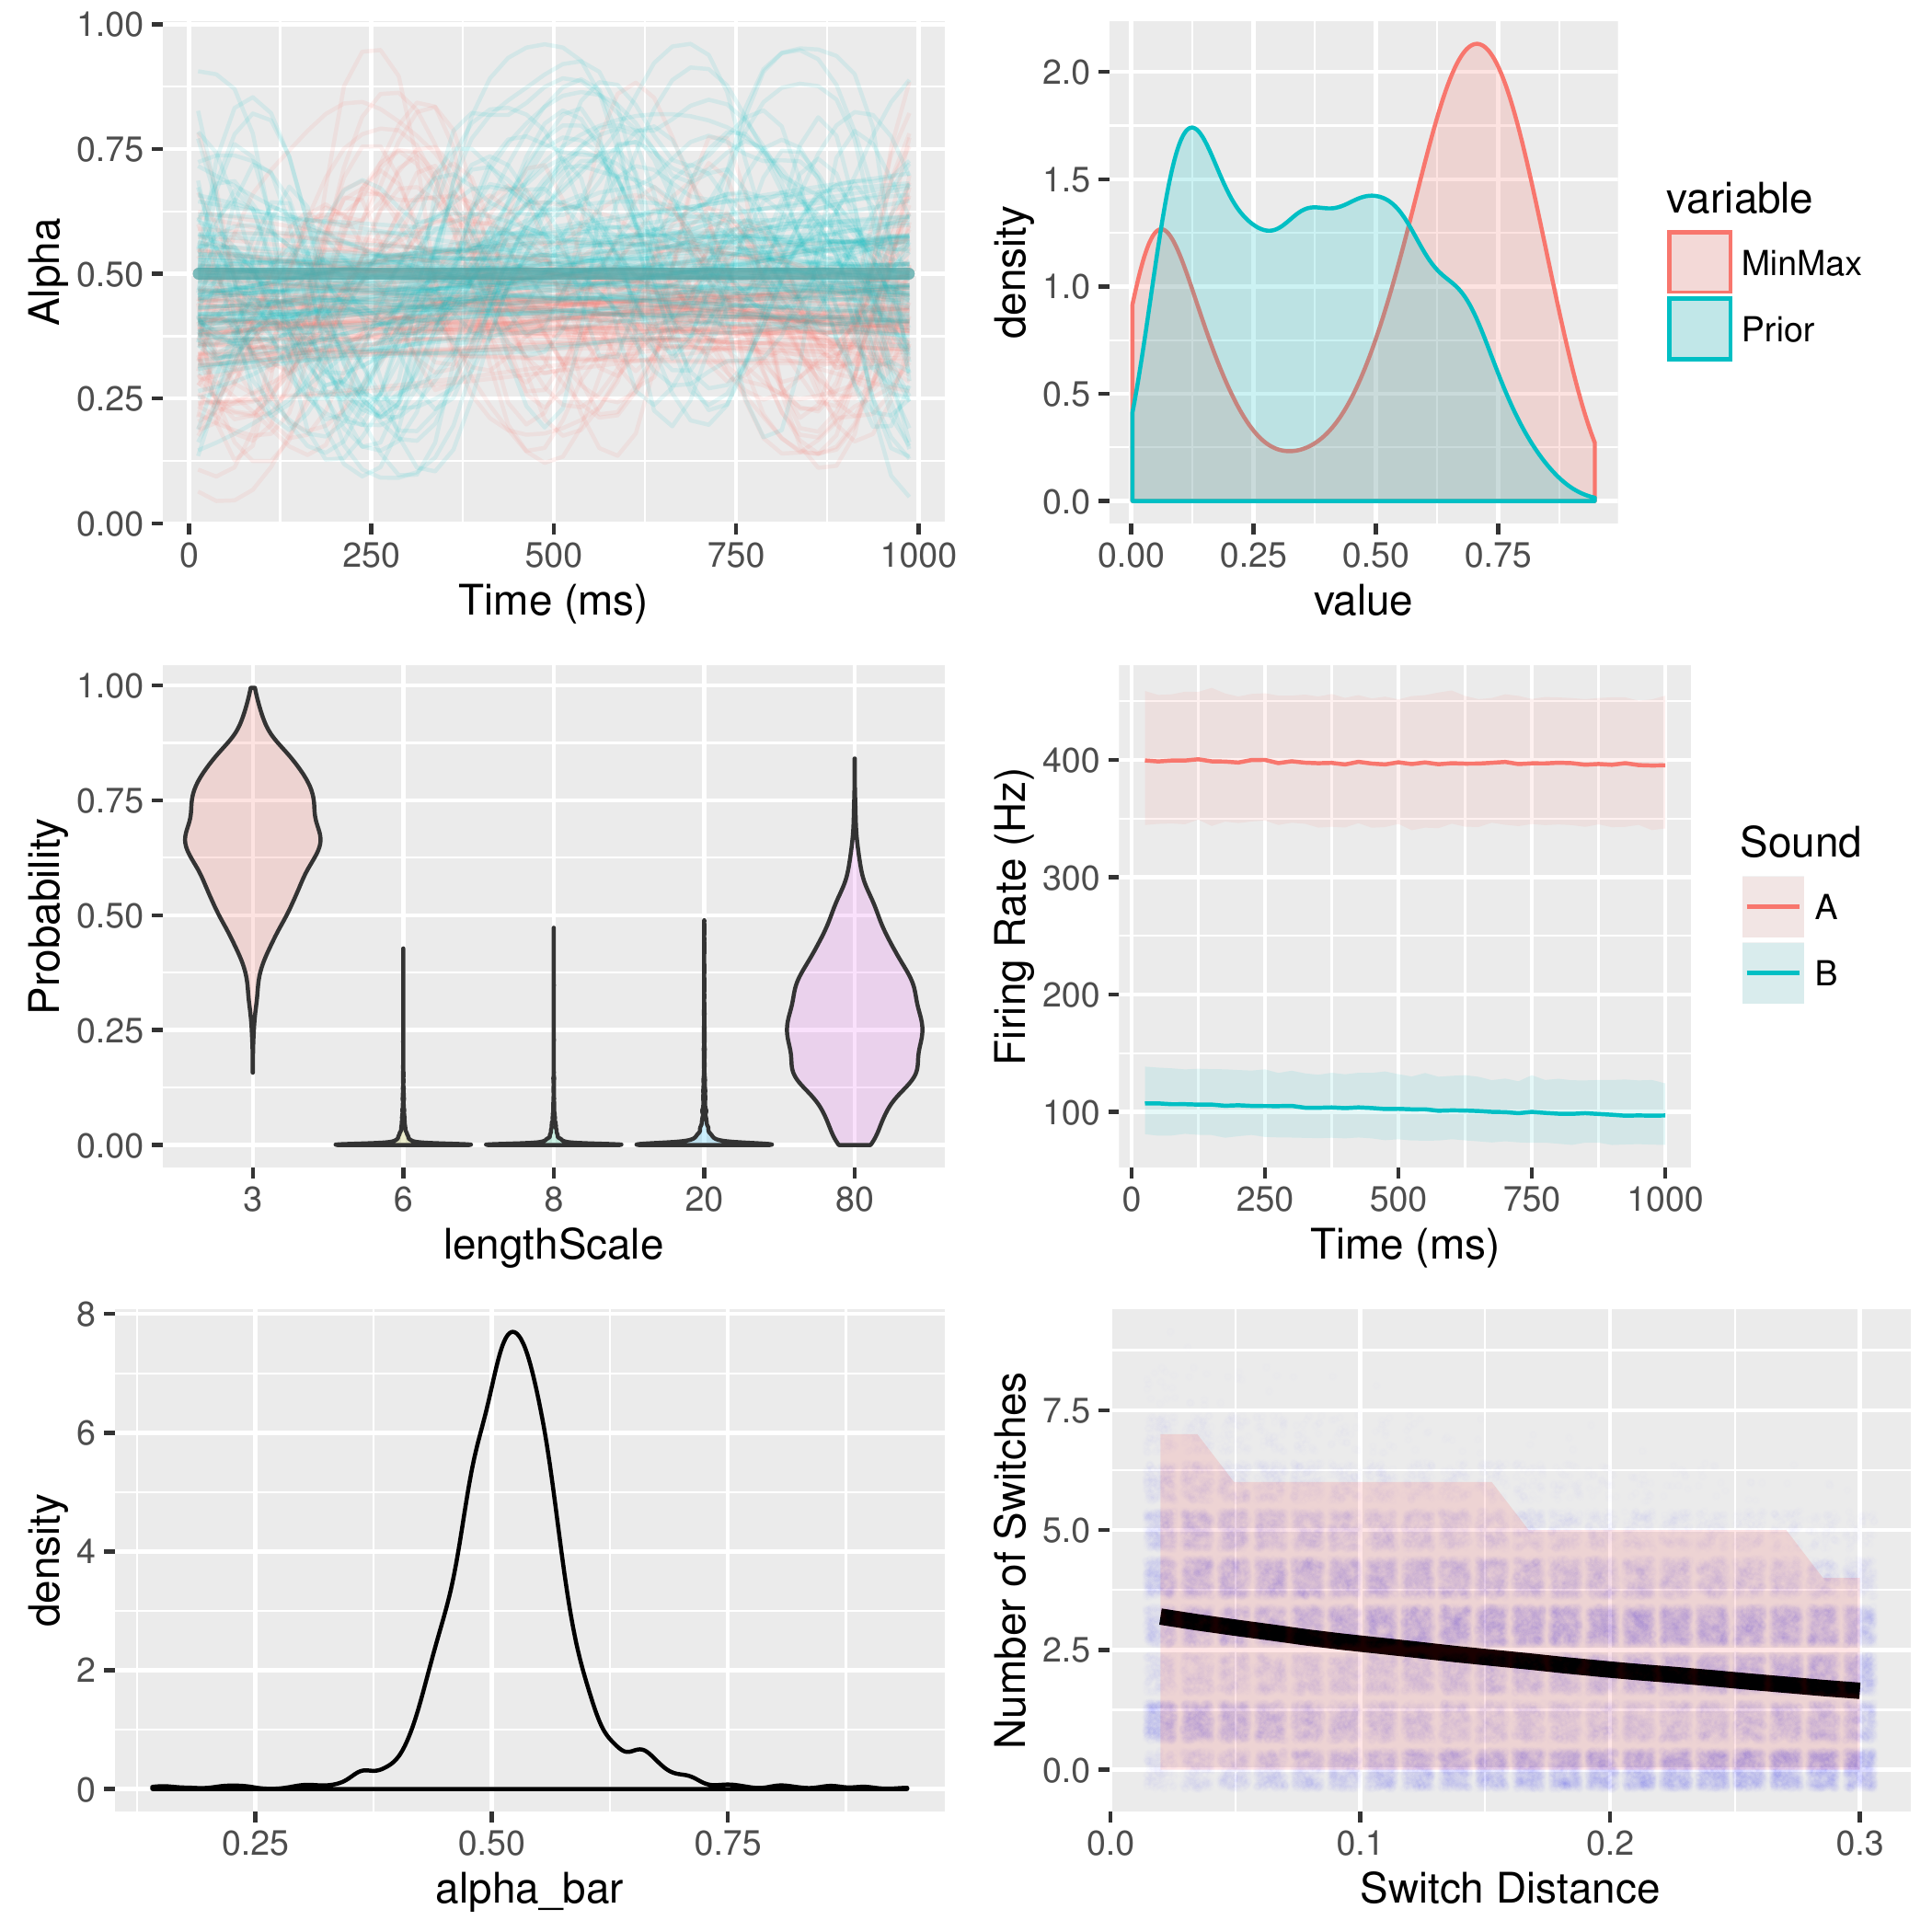 1.00
0.75
0.50
0.25
0.00
Alpha
0 250 500 750 1000
Time (ms)
2.0
1.5
1.0
0.5
0.0
density
0.00 0.25 0.50 0.75
value
variable
MinMax
Prior
1.00
0.75
0.50
0.25
0.00
Probability
3 6 8 20 80
lengthScale
400
300
200
100
Firing Rate (Hz)
0 250 500 750 1000
Time (ms)
Sound
A
B
8
6
4
2
0
density
0.25 0.50 0.75
alpha_bar
7.5
5.0
2.5
0.0
Number of Switches
0.0 0.1 0.2 0.3
Switch Distance